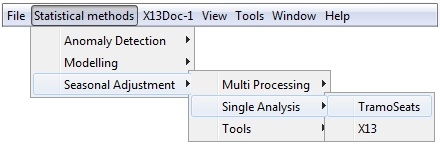 File Statistical methods X13Doc-1 View Tools Window Help
Anomaly Detection
Modelling
Seasonal Adjustment Multi Processing
Single Analysis TramoSeats
Tools X13